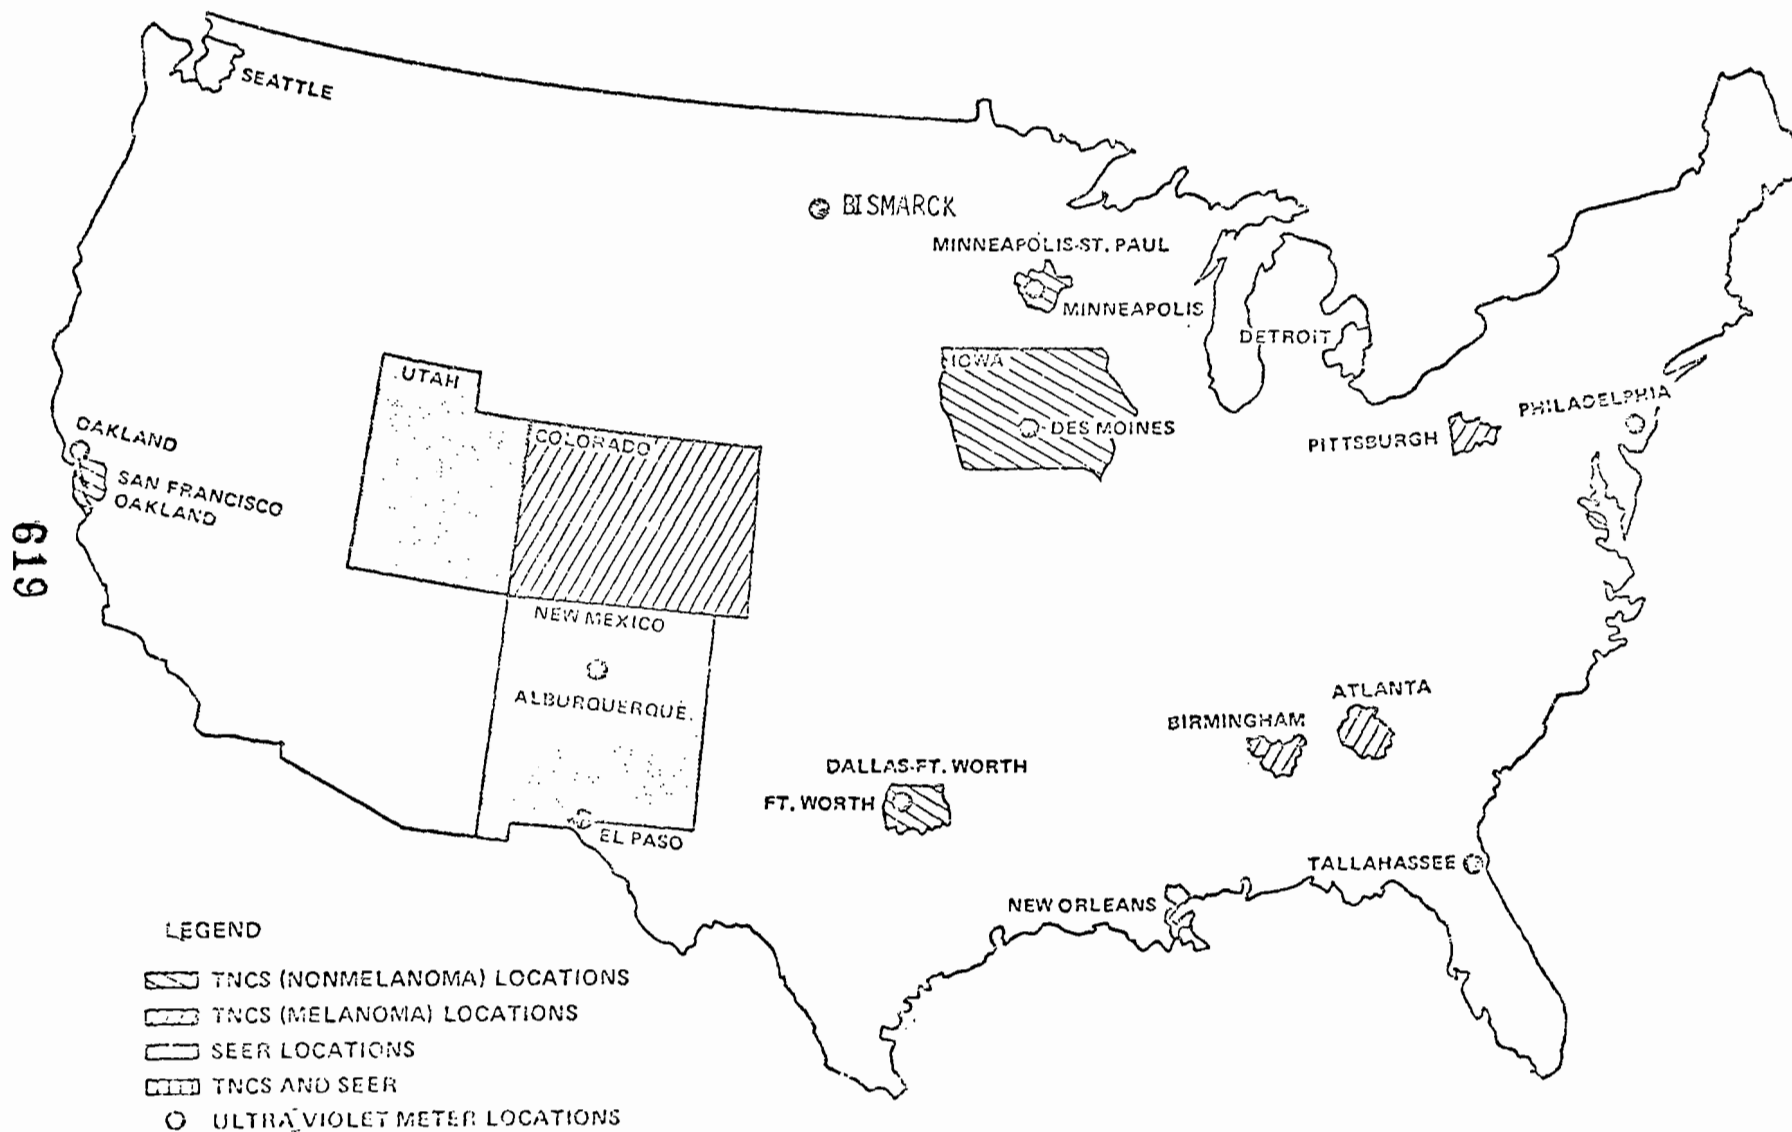 SEATTLE
BISMARCK
MINNEAPOLIS-ST. PAUL
MINNEAPOLIS
DETROIT
UTAH
IOWA
PHILADELPHIA
OAKLAND
COLORADO
DES MOINES
PITTSBURGH
SAN FRANCISCO
OAKLAND
619
NEW MEXICO
ALBURQUERQUE
ATLANTA
BIRMINGHAM
DALLAS-FT. WORTH
FT. WORTH
EL PASO
TALLAHASSEE
NEW ORLEANS
LEGEND
TNCS (NONMELANOMA) LOCATIONS
TNCS (MELANOMA) LOCATIONS
SEER LOCATIONS
TNCS AND SEER
ULTRA VIOLET METER LOCATIONS